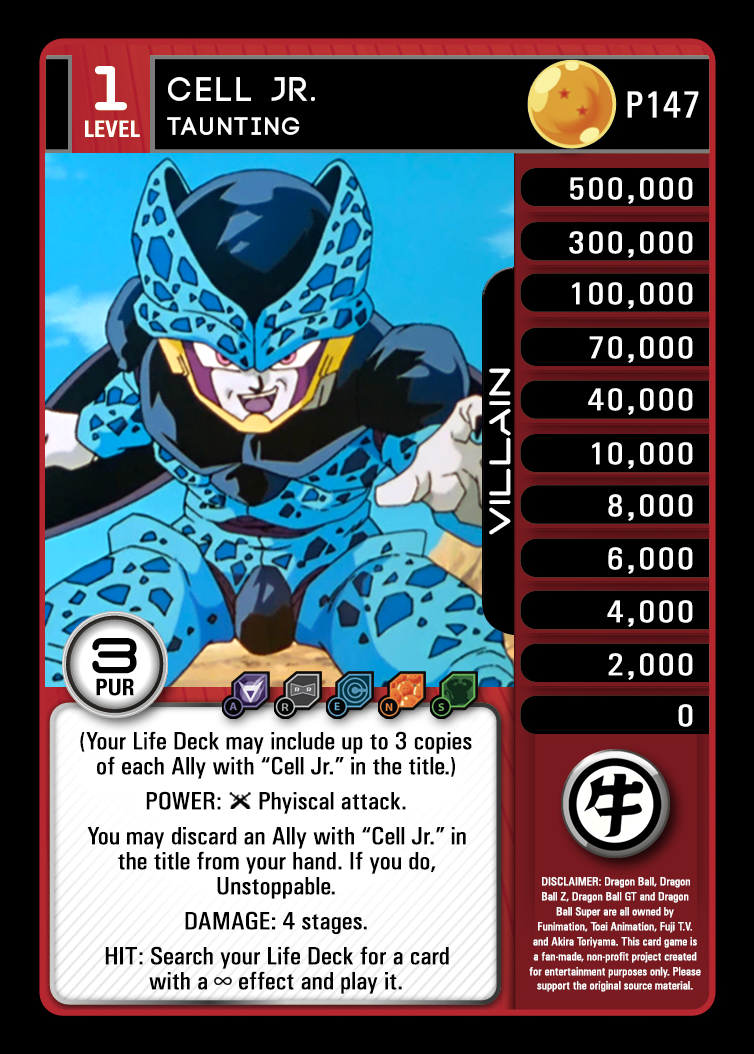 1
LEVEL
CELL JR.
TAUNTING
P147
500,000
300,000
100,000
70,000
40,000
10,000
8,000
6,000
4,000
2,000
0
VILLAIN
3
PUR
A R E N S
(Your Life Deck may include up to 3 copies
of each Ally with “Cell Jr.” in the title.)
POWER: Phyiscal attack.
You may discard an Ally with “Cell Jr.” in
the title from your hand. If you do,
Unstoppable.
DAMAGE: 4 stages.
HIT: Search your Life Deck for a card
with a ∞ effect and play it.
牛
DISCLAIMER: Dragon Ball, Dragon
Ball Z, Dragon Ball GT and Dragon
Ball Super are all owned by
Funimation, Toei Animation, Fuji T.V.
and Akira Toriyama. This card game is
a fan-made, non-profit project created
for entertainment purposes only. Please
support the original source material.